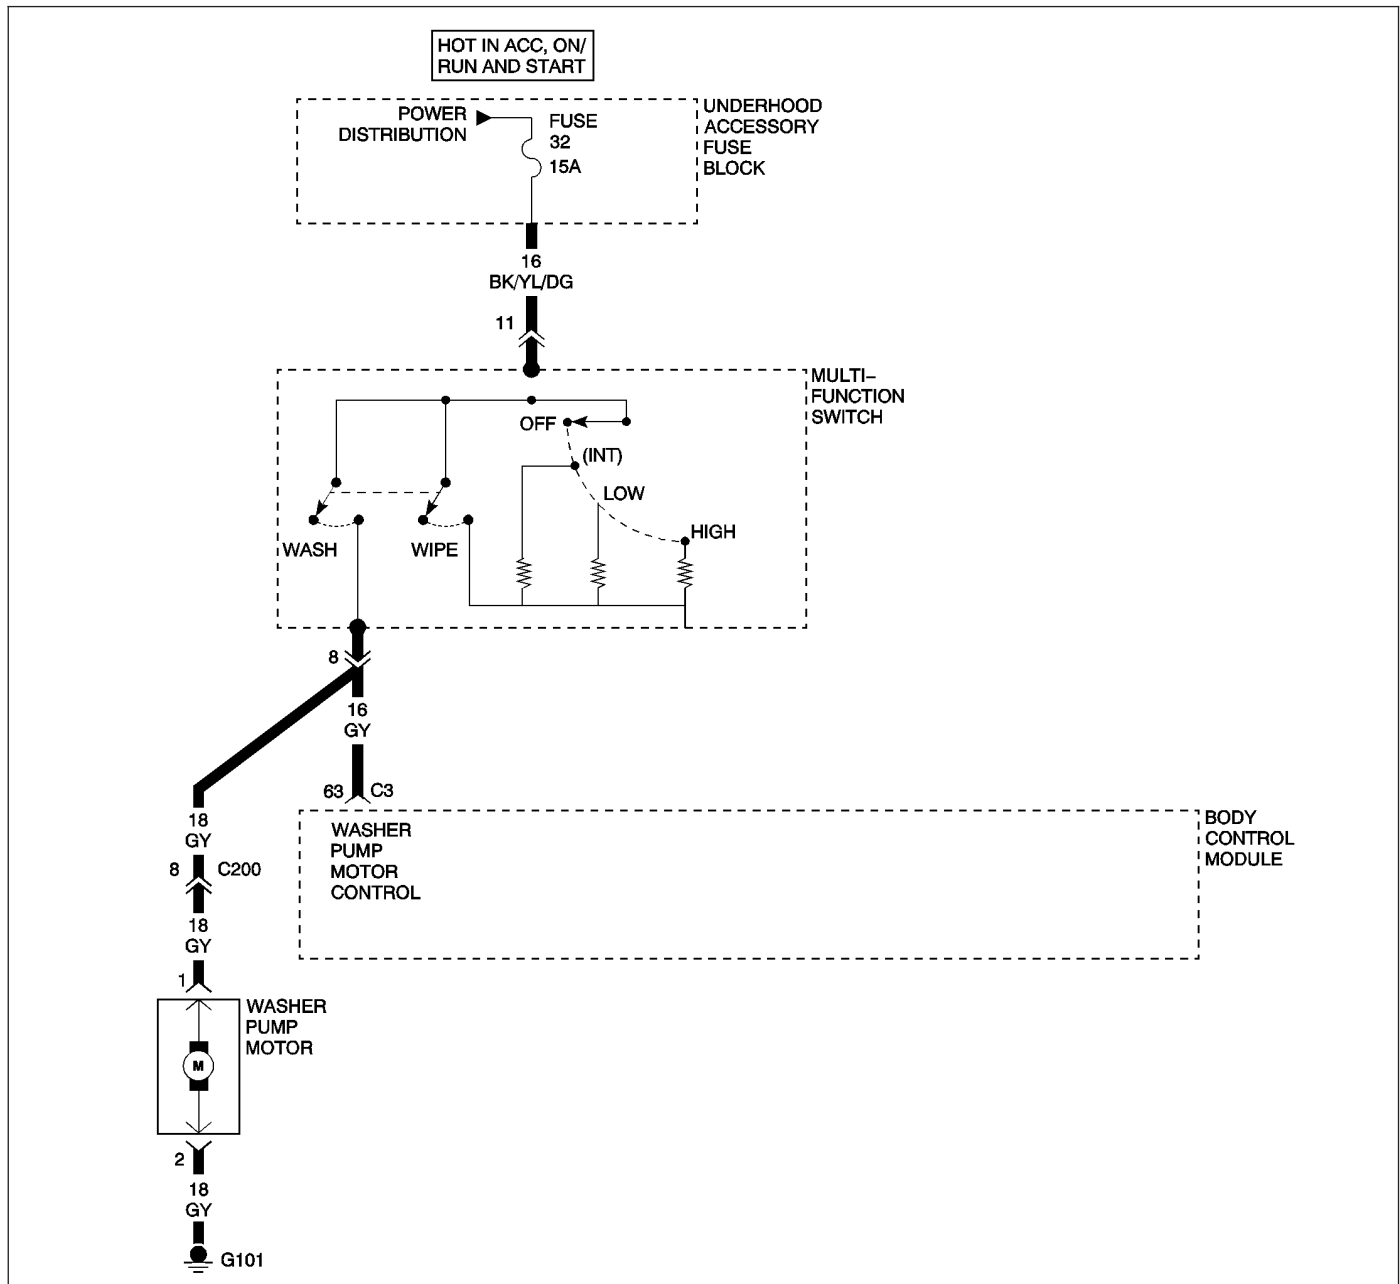 HOT IN ACC, ON/
RUN AND START
POWER
DISTRIBUTION
FUSE
32
15A
UNDERHOOD
ACCESSORY
FUSE
BLOCK
16
BK/YL/DG
11
MULTI–
FUNCTION
SWITCH
OFF
(INT)
LOW
HIGH
WASH
WIPE
8
16
GY
63
C3
18
GY
8
C200
18
GY
1
WASHER
PUMP
MOTOR
CONTROL
BODY
CONTROL
MODULE
WASHER
PUMP
MOTOR
M
2
18
GY
G101